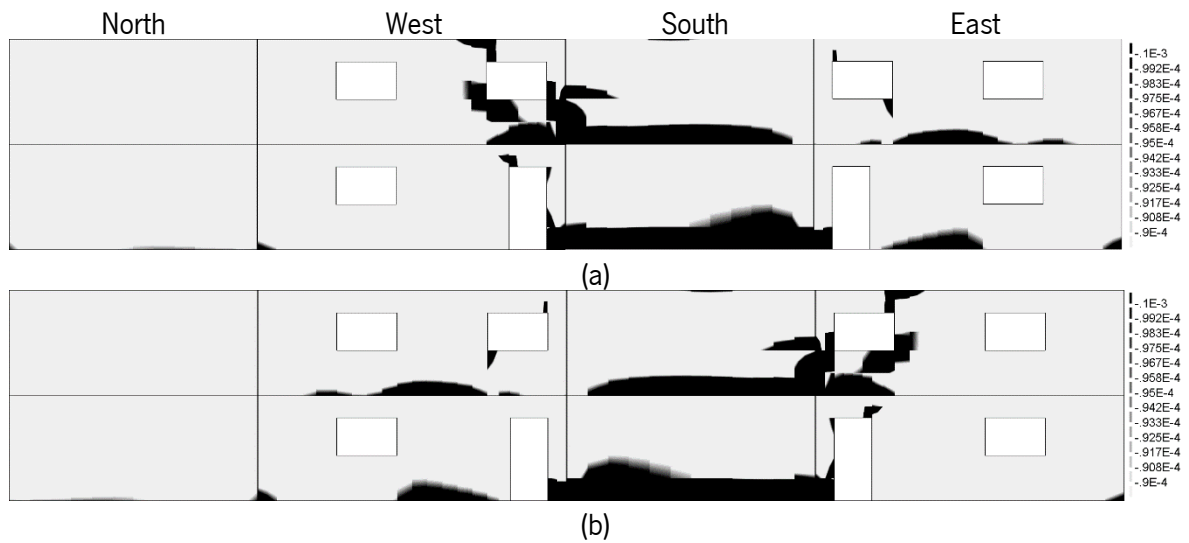 North West South East
.1E-3
.992E-4
.983E-4
.975E-4
.967E-4
.958E-4
.95E-4
.942E-4
.933E-4
.925E-4
.917E-4
.908E-4
.9E-4
(a)
.1E-3
.992E-4
.983E-4
.975E-4
.967E-4
.958E-4
.95E-4
.942E-4
.933E-4
.925E-4
.917E-4
.908E-4
.9E-4
(b)